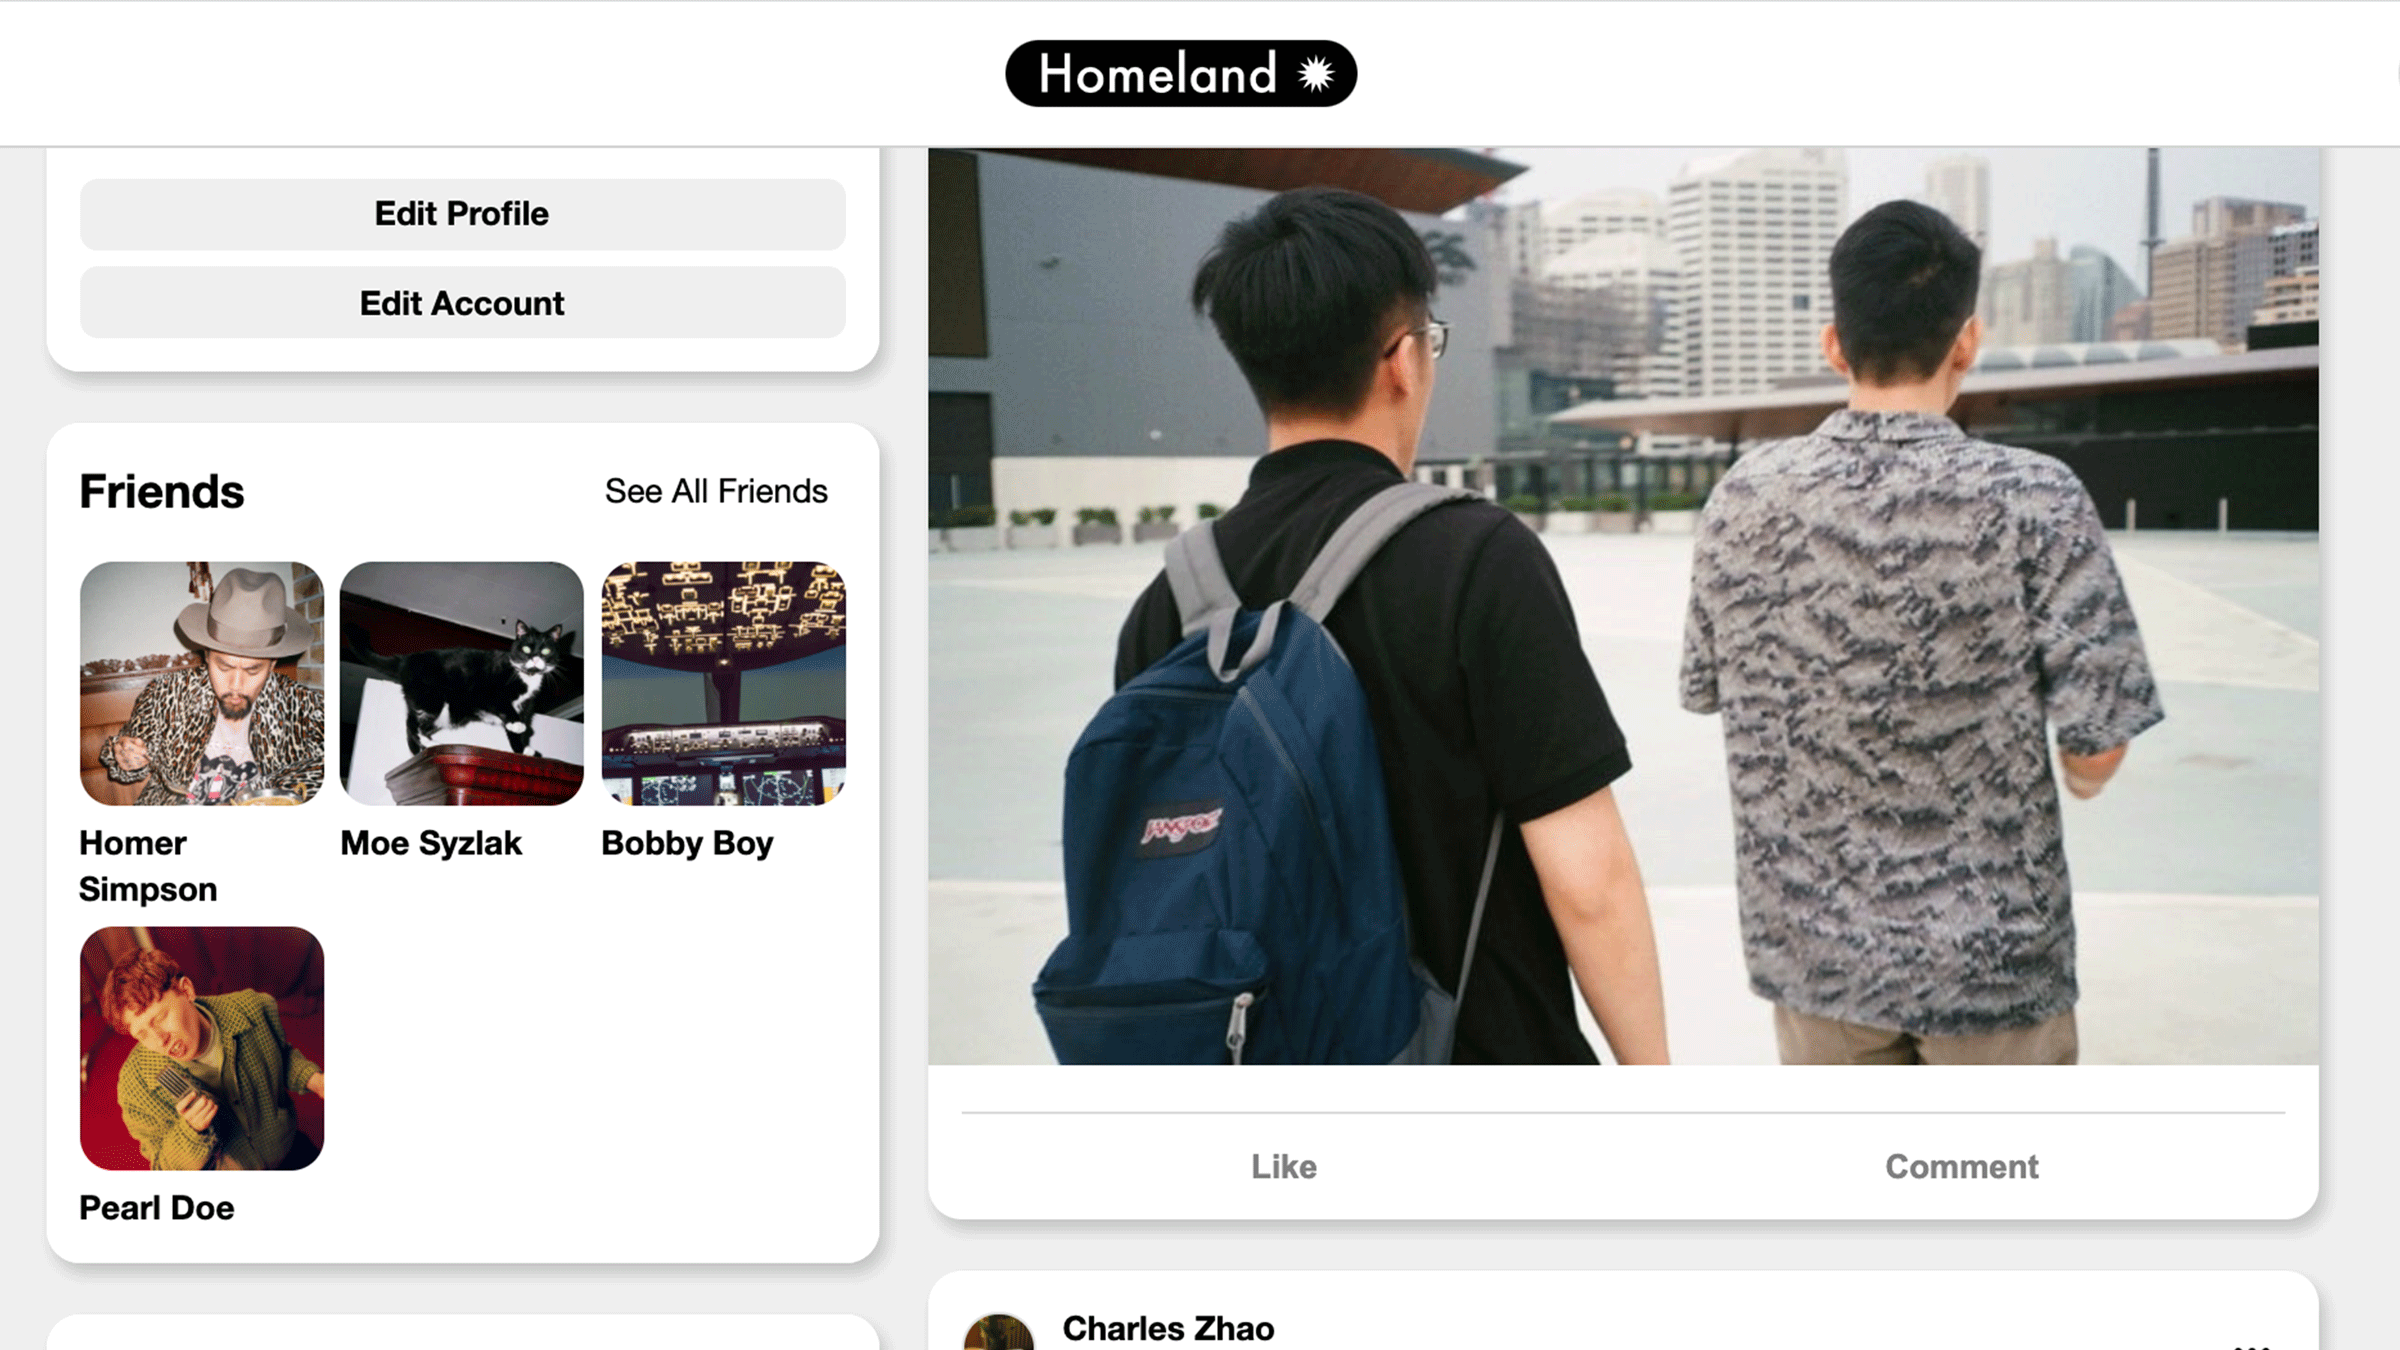 Homeland
Edit Profile
Edit Account
Friends
See All Friends
Homer
Simpson
Moe Syzlak
Bobby Boy
Pearl Doe
JANSPORT
Like
Comment
Charles Zhao